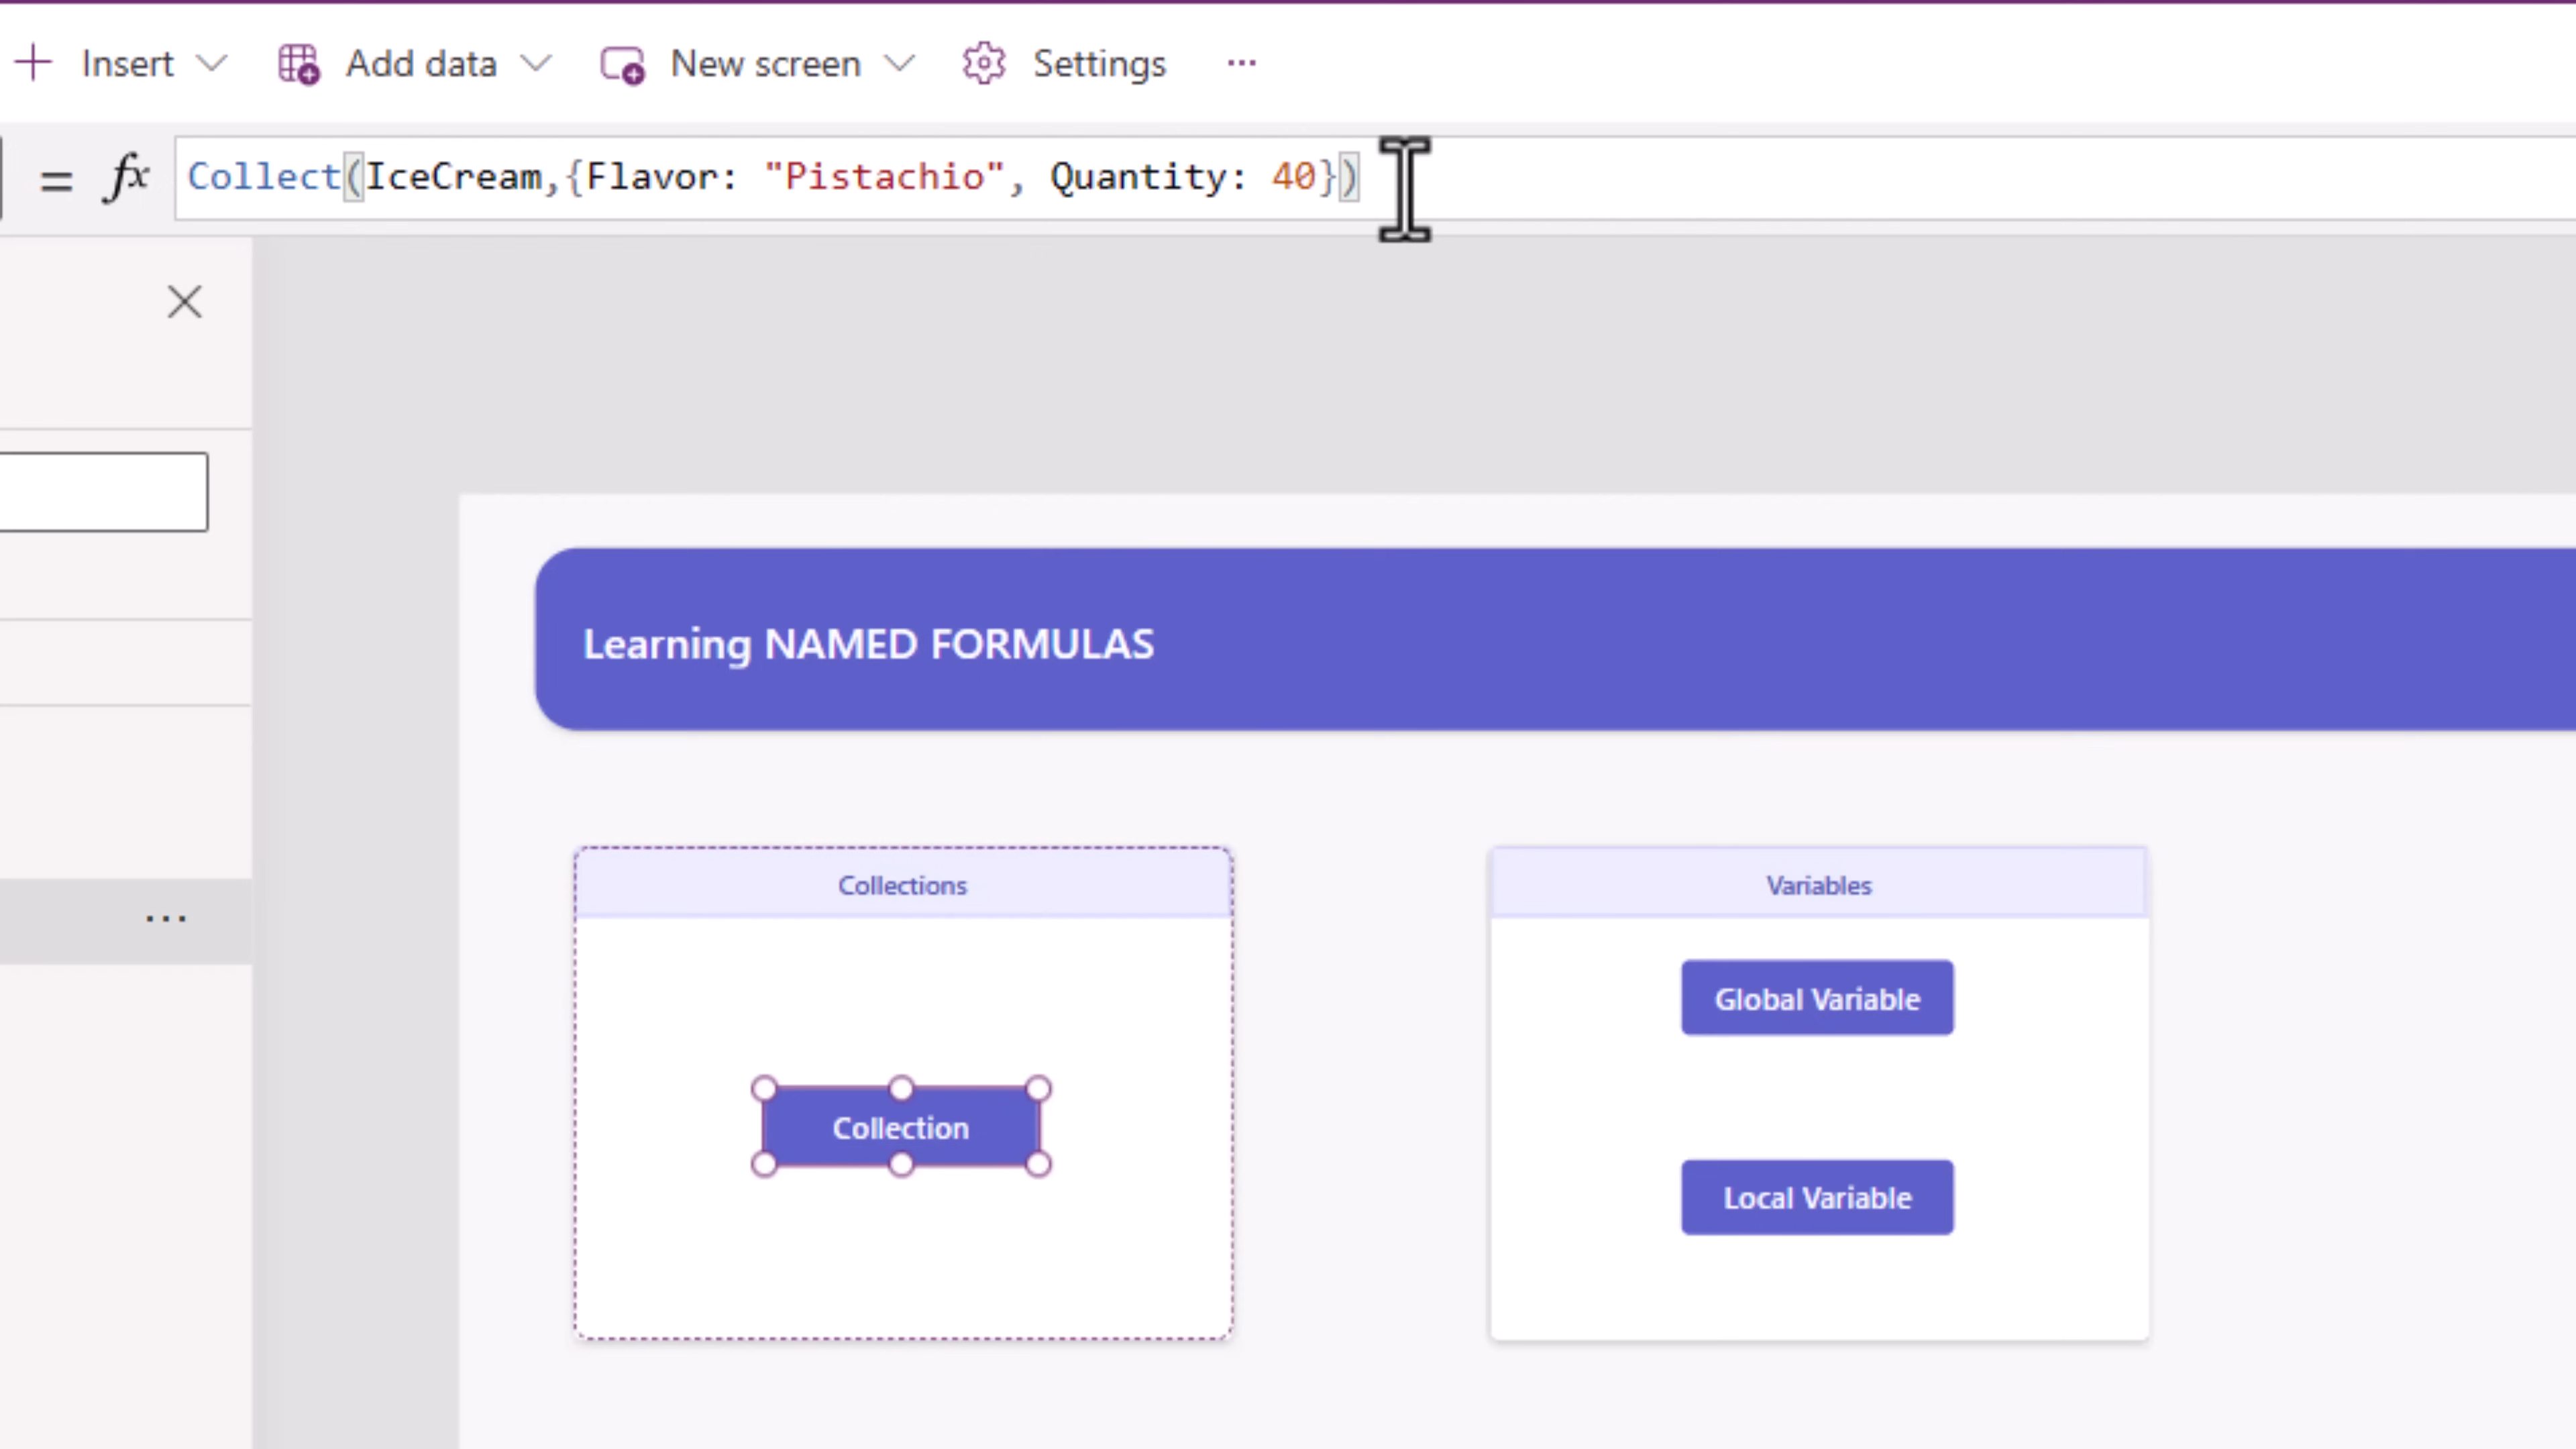 Insert
Add data
New screen
Settings
= fx Collect(IceCream,{Flavor: "Pistachio", Quantity: 40})
Learning NAMED FORMULAS
Collections
Collection
Variables
Global Variable
Local Variable